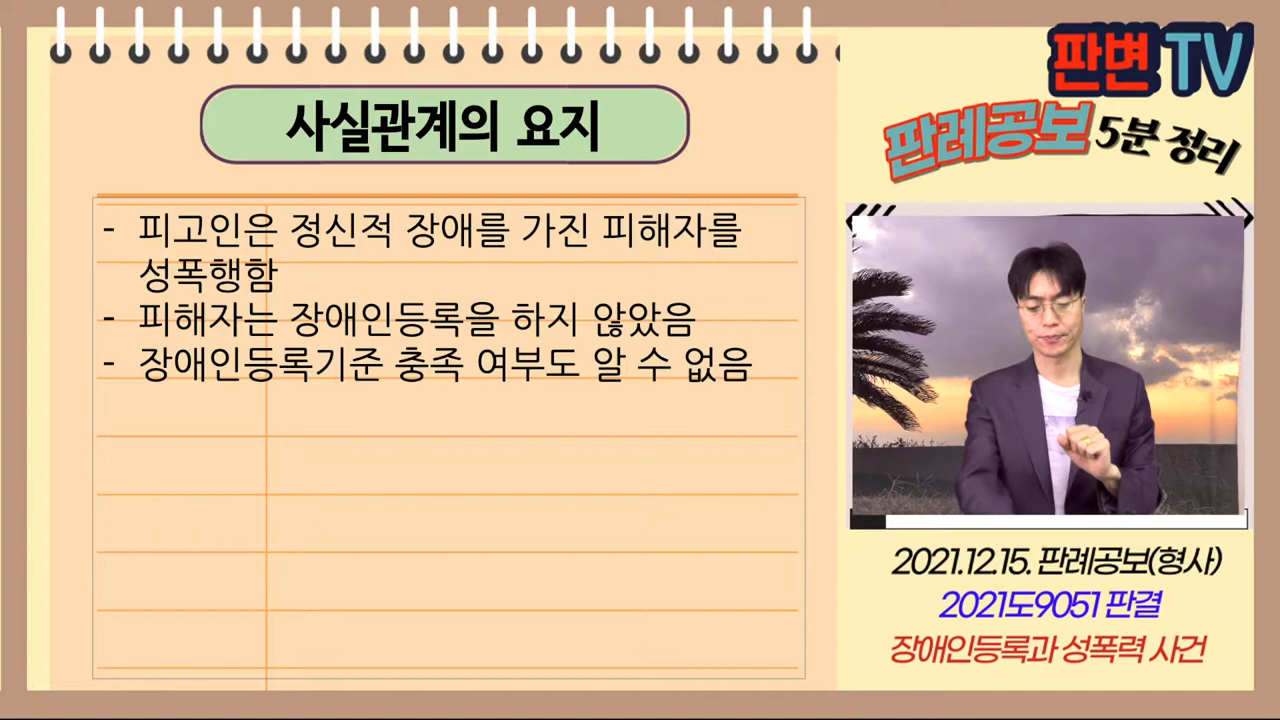 사실관계의 요지
- 피고인은 정신적 장애를 가진 피해자를
성폭행함
- 피해자는 장애인등록을 하지 않았음
- 장애인등록기준 충족 여부도 알 수 없음
판변 TV
판례공보 5분 정리
2021.12.15. 판례공보(형사)
2021도9051 판결
장애인등록과 성폭력 사건